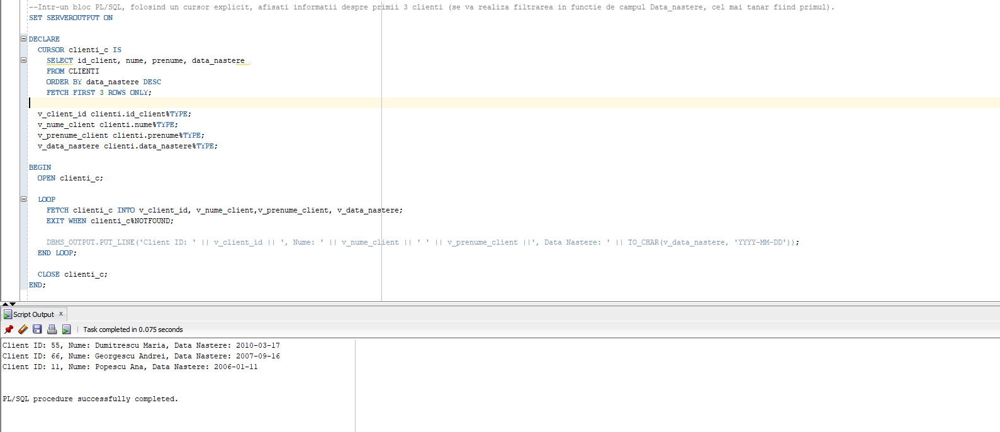 --Intr-un bloc PL/SQL, folosind un cursor explicit, afisati informatii despre primii 3 clienti (se va realiza filtrarea in functie de campul Data_nastere, cel mai tanar fiind primul).
SET SERVEROUTPUT ON
DECLARE
CURSOR clienti_c IS
SELECT id_client, nume, prenume, data_nastere
FROM CLIENTI
ORDER BY data_nastere DESC
FETCH FIRST 3 ROWS ONLY;
v_client_id clienti.id_client%TYPE;
v_nume_client clienti.nume%TYPE;
v_prenume_client clienti.prenume%TYPE;
v_data_nastere clienti.data_nastere%TYPE;
BEGIN
OPEN clienti_c;
LOOP
FETCH clienti_c INTO v_client_id, v_nume_client,v_prenume_client, v_data_nastere;
EXIT WHEN clienti_c%NOTFOUND;
DBMS_OUTPUT.PUT_LINE('Client ID: ' || v_client_id || ', Nume: ' || v_nume_client || ' ' || v_prenume_client ||', Data Nastere: ' || TO_CHAR(v_data_nastere, 'YYYY-MM-DD'));
END LOOP;
CLOSE clienti_c;
END;
Script Output x
Task completed in 0.075 seconds
Client ID: 55, Nume: Dumitrescu Maria, Data Nastere: 2010-03-17
Client ID: 66, Nume: Georgescu Andrei, Data Nastere: 2007-09-16
Client ID: 11, Nume: Popescu Ana, Data Nastere: 2006-01-11
PL/SQL procedure successfully completed.